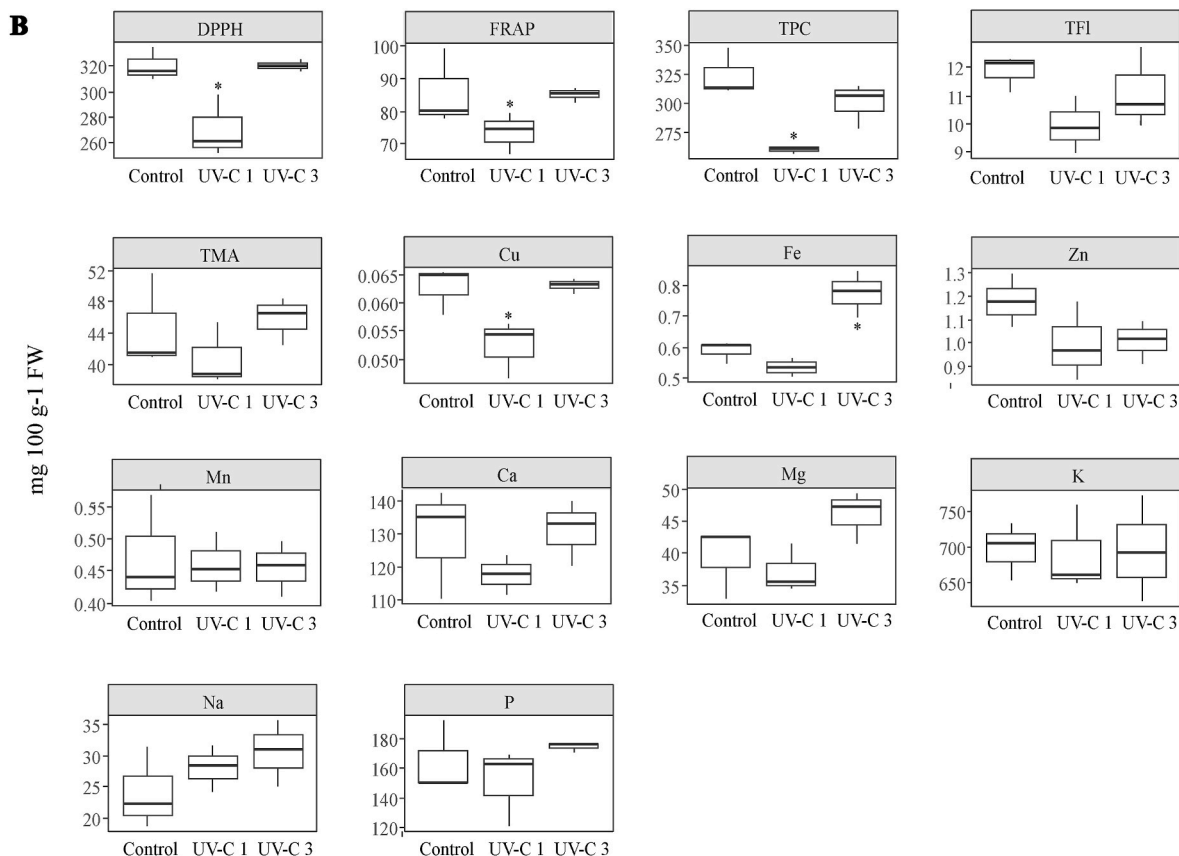 B
DPPH FRAP TPC TFl
320 300 280 260
100 90 80 70
350 325 300 275
12 11 10 9
* * *
Control UV-C 1 UV-C 3 Control UV-C 1 UV-C 3 Control UV-C 1 UV-C 3 Control UV-C 1 UV-C 3
mg 100 g-1 FW
TMA Cu Fe Zn
52 48 44 40
0.065 0.060 0.055 0.050
0.8 0.7 0.6 0.5
1.3 1.2 1.1 1.0 0.9
* *
Control UV-C 1 UV-C 3 Control UV-C 1 UV-C 3 Control UV-C 1 UV-C 3 Control UV-C 1 UV-C 3
Mn Ca Mg K
0.55 0.50 0.45 0.40
140 130 120 110
50 45 40 35
750 700 650
Control UV-C 1 UV-C 3 Control UV-C 1 UV-C 3 Control UV-C 1 UV-C 3 Control UV-C 1 UV-C 3
Na P
35 30 25 20
180 160 140 120
Control UV-C 1 UV-C 3 Control UV-C 1 UV-C 3